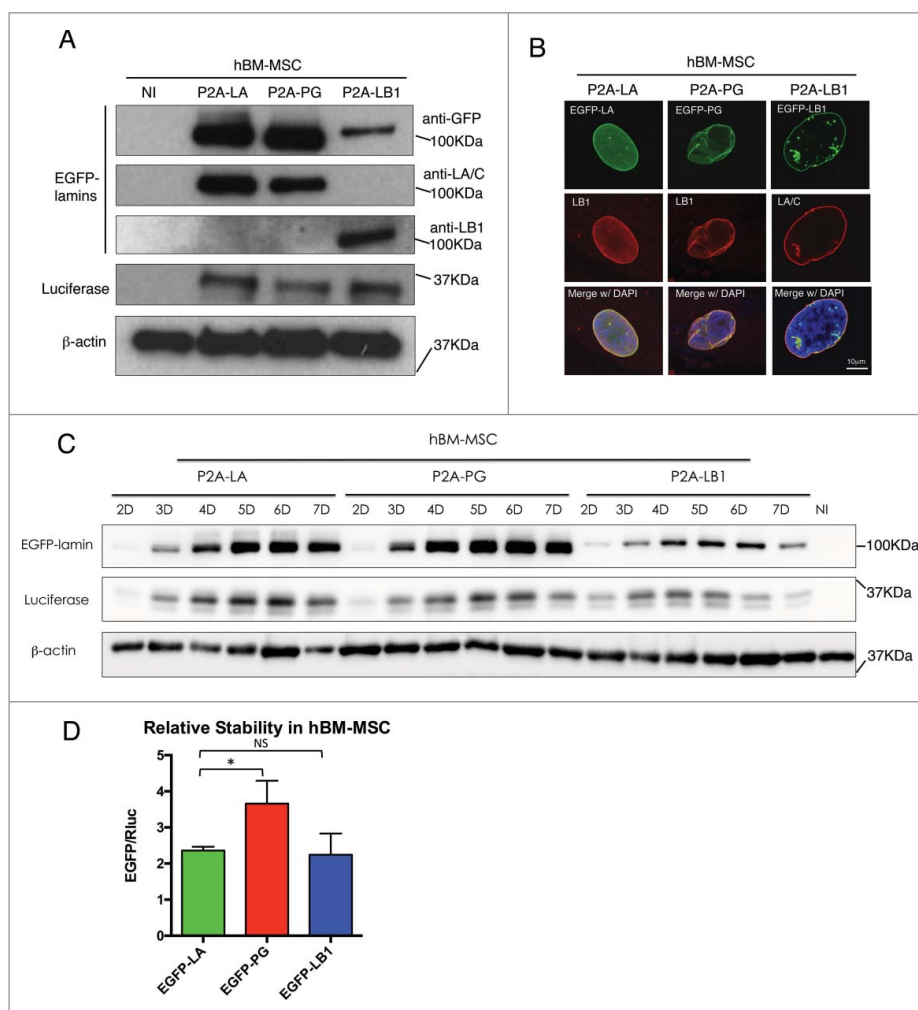 A
hBM-MSC
NI P2A-LA P2A-PG P2A-LB1
EGFP-
lamins
anti-GFP
100KDa
anti-LA/C
100KDa
anti-LB1
100KDa
Luciferase
37KDa
β-actin
37KDa
B
hBM-MSC
P2A-LA P2A-PG P2A-LB1
EGFP-LA EGFP-PG EGFP-LB1
LB1 LB1 LA/C
Merge w/ DAPI Merge w/ DAPI Merge w/ DAPI
10μm
C
hBM-MSC
P2A-LA P2A-PG P2A-LB1
2D 3D 4D 5D 6D 7D 2D 3D 4D 5D 6D 7D 2D 3D 4D 5D 6D 7D NI
EGFP-lamin
100KDa
Luciferase
37KDa
β-actin
37KDa
D
Relative Stability in hBM-MSC
NS
*
EGFP/Rluc
5
4
3
2
1
0
EGFP-LA EGFP-PG EGFP-LB1